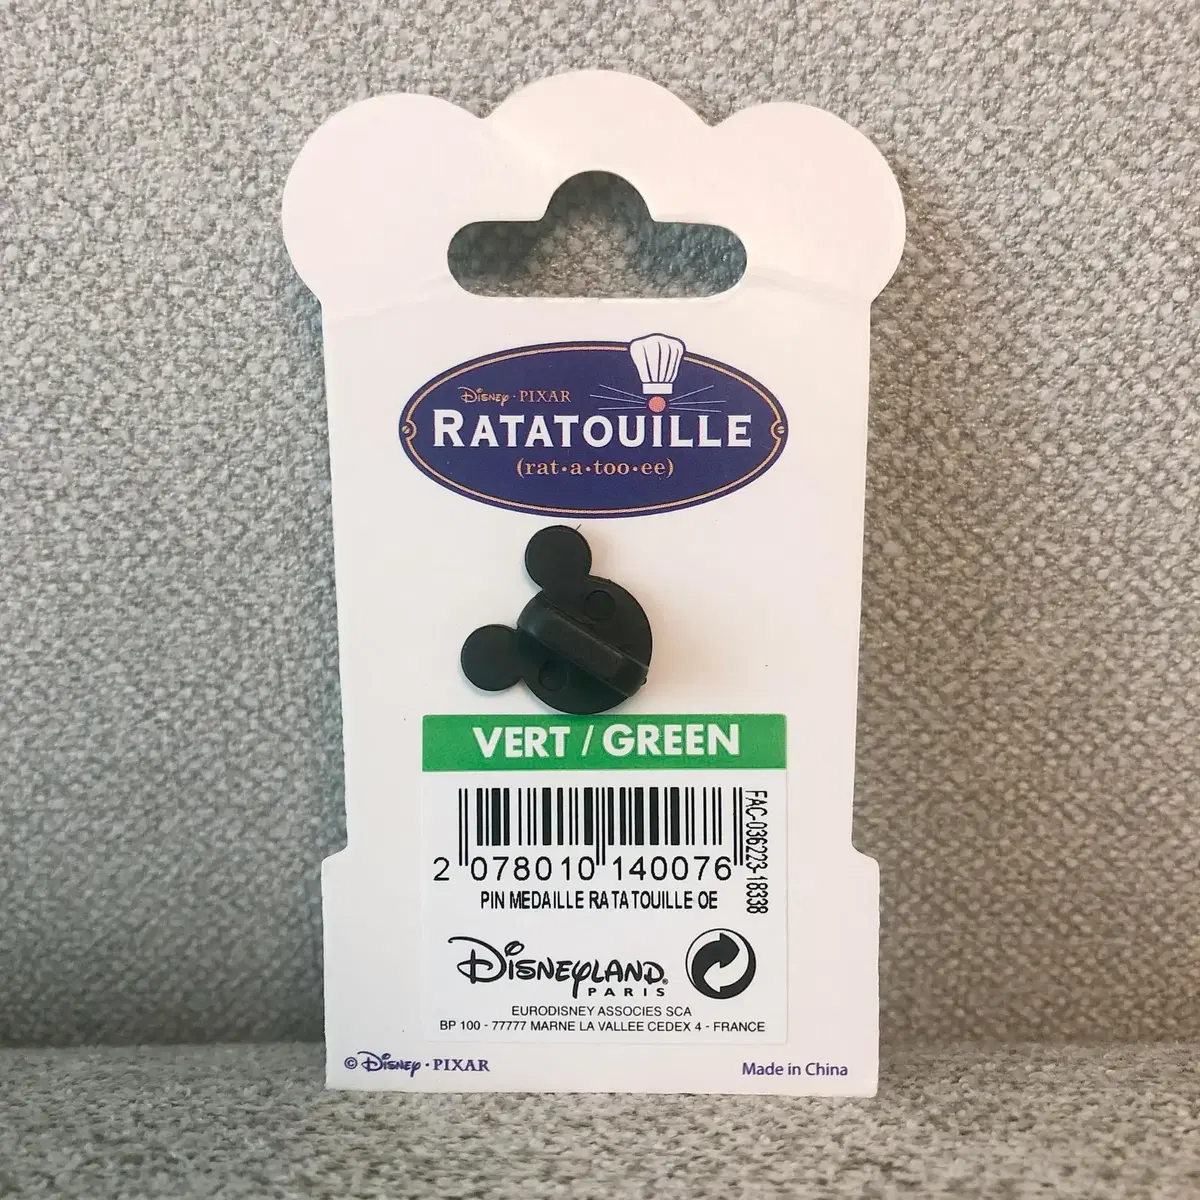 DISNEY · PIXAR
RATATOUILLE
(rat·a·too·ee)
VERT / GREEN
2 078010 140076
FAC-036223-18338
PIN MEDAILLE RATATOUILLE OE
DISNEYLAND®
PARIS
EURODISNEY ASSOCIES SCA
BP 100 - 77777 MARNE LA VALLEE CEDEX 4 - FRANCE
© DISNEY · PIXAR
Made in China